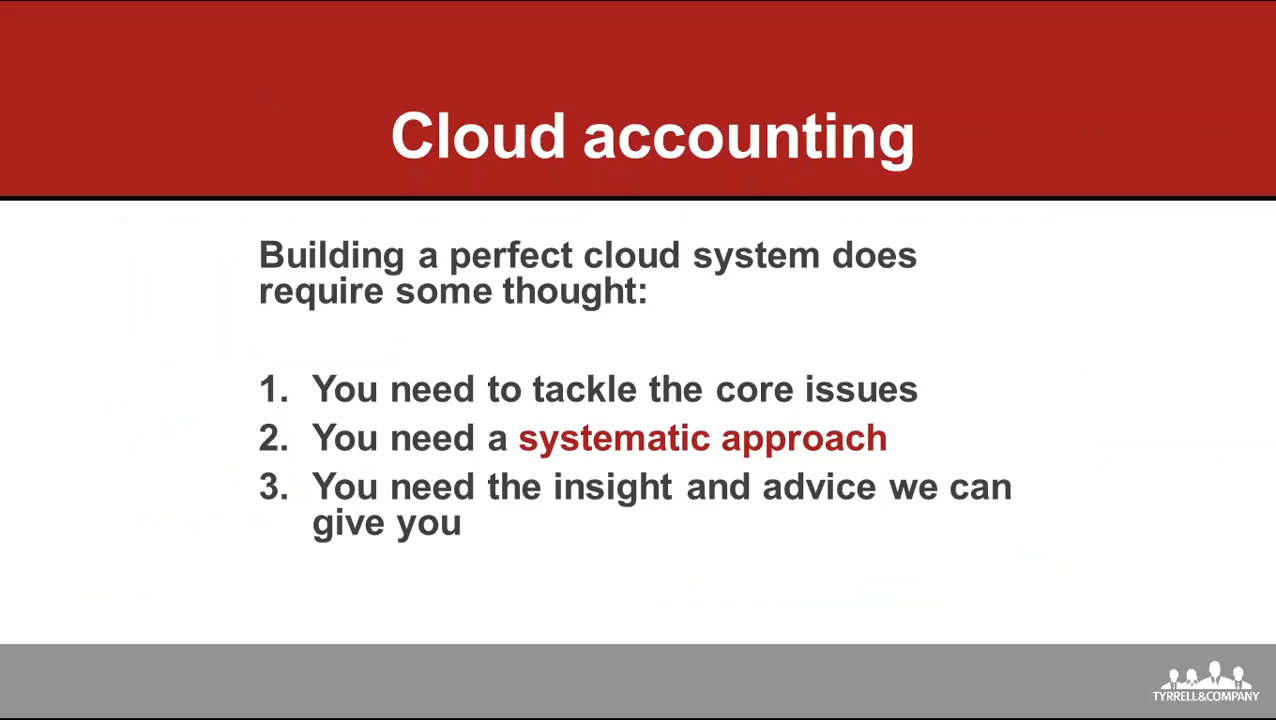 Cloud accounting
Building a perfect cloud system does
require some thought:
1. You need to tackle the core issues
2. You need a systematic approach
3. You need the insight and advice we can
give you
TYRRELL&COMPANY